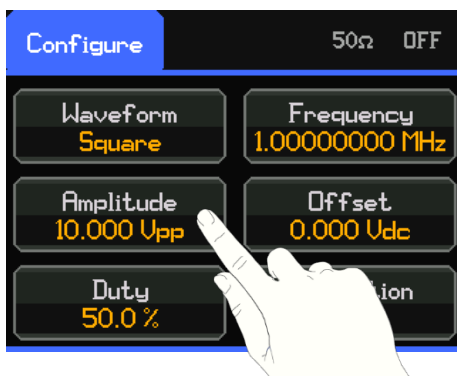 Configure
50Ω OFF
Waveform
Square
Frequency
1.00000000 MHz
Amplitude
10.000 Vpp
Offset
0.000 Vdc
Duty
50.0 %